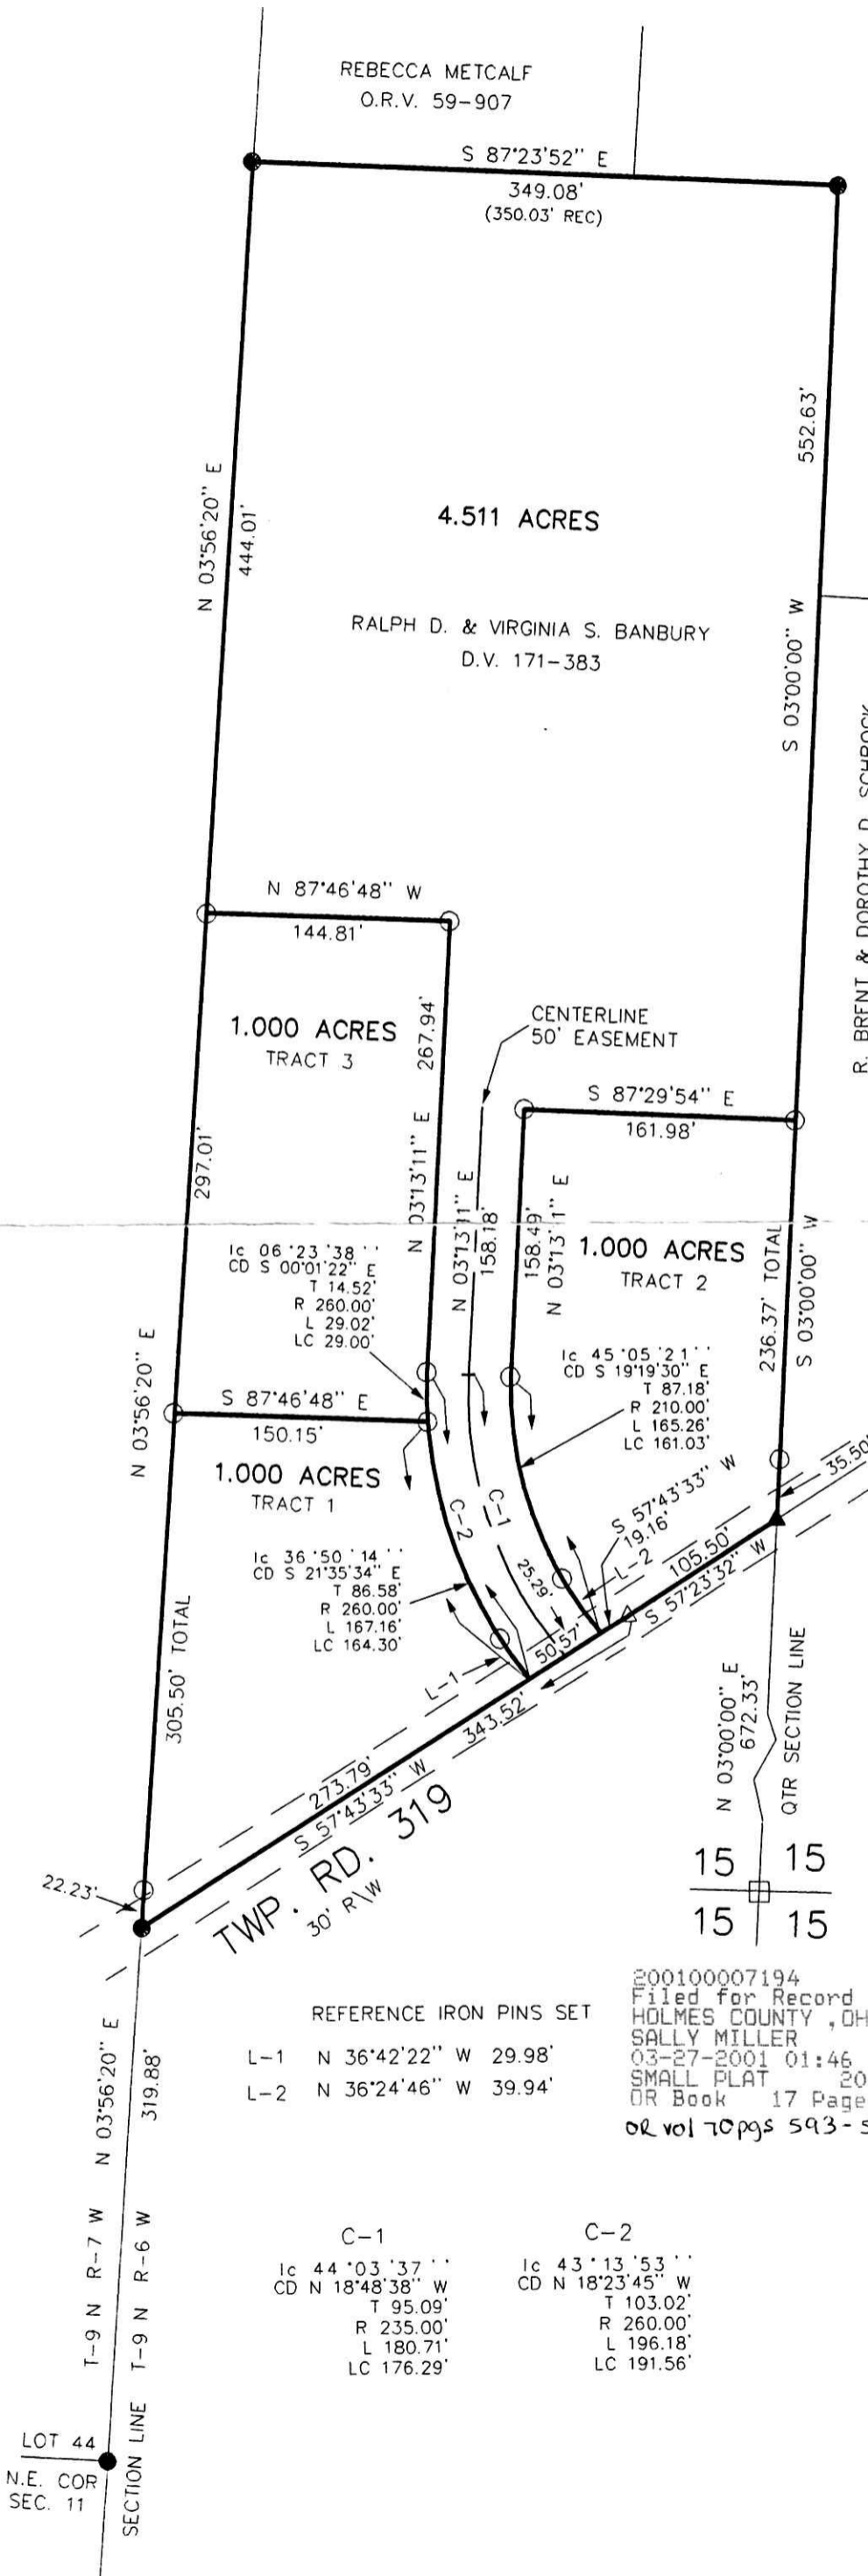 REBECCA METCALF
O.R.V. 59-907
S 87°23'52" E
349.08'
(350.03' REC)
552.63'
N 03°56'20" E
444.01'
4.511 ACRES
RALPH D. & VIRGINIA S. BANBURY
D.V. 171-383
S 03°00'00" W
R. BRENT & DOROTHY D. SCHROCK
N 87°46'48" W
144.81'
1.000 ACRES
TRACT 3
267.94'
N 03°13'11" E
CENTERLINE
50' EASEMENT
S 87°29'54" E
161.98'
297.01'
N 03°13'11" E
158.18'
158.49'
N 03°13'11" E
1.000 ACRES
TRACT 2
236.37' TOTAL
S 03°00'00" W
Ic 06°23'38''
CD S 00°01'22" E
T 14.52'
R 260.00'
L 29.02'
LC 29.00'
Ic 45°05'21''
CD S 19°19'30" E
T 87.18'
R 210.00'
L 165.26'
LC 161.03'
N 03°56'20" E
S 87°46'48" E
150.15'
1.000 ACRES
TRACT 1
C-2
C-1
Ic 36°50'14''
CD S 21°35'34" E
T 86.58'
R 260.00'
L 167.16'
LC 164.30'
S 57°43'33" W
19.16'
L-2
25.29'
35.50'
105.50'
S 57°23'32" W
50.57'
L-1
305.50' TOTAL
343.52'
273.79'
S 57°43'33" W
TWP. RD. 319
30' R\W
22.23'
N 03°00'00" E
672.33'
QTR SECTION LINE
15 15
15 15
REFERENCE IRON PINS SET
L-1 N 36°42'22" W 29.98'
L-2 N 36°24'46" W 39.94'
200100007194
Filed for Record
HOLMES COUNTY , OH
SALLY MILLER
03-27-2001 01:46
SMALL PLAT 20
OR Book 17 Page
OR vol 70 pgs 593-
N 03°56'20" E
319.88'
T-9 N R-7 W
T-9 N R-6 W
SECTION LINE
C-1
Ic 44°03'37''
CD N 18°48'38" W
T 95.09'
R 235.00'
L 180.71'
LC 176.29'
C-2
Ic 43°13'53''
CD N 18°23'45" W
T 103.02'
R 260.00'
L 196.18'
LC 191.56'
LOT 44
N.E. COR
SEC. 11